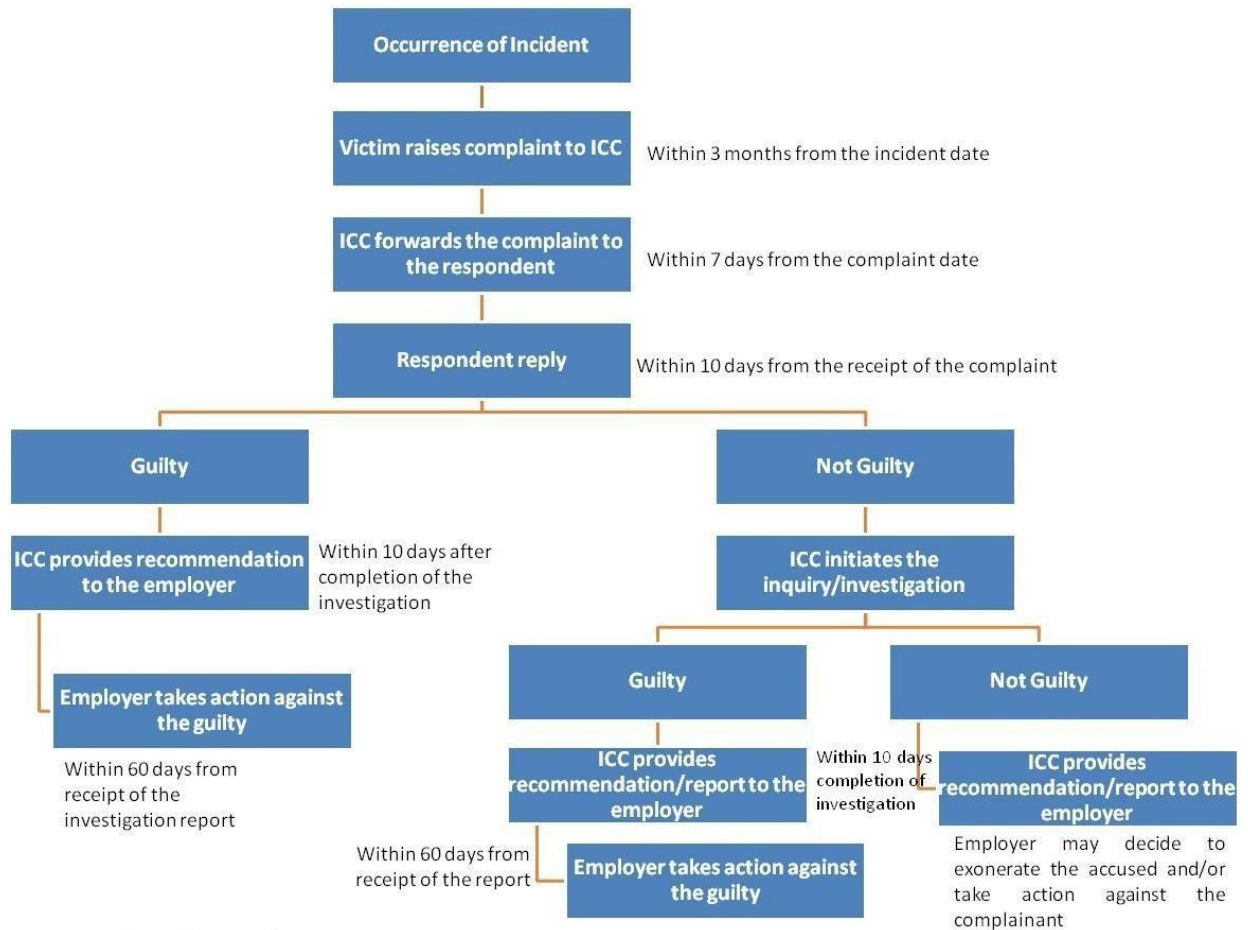 Occurrence of Incident
Victim raises complaint to ICC
Within 3 months from the incident date
ICC forwards the complaint to
the respondent
Within 7 days from the complaint date
Respondent reply
Within 10 days from the receipt of the complaint
Guilty
Not Guilty
ICC provides recommendation
to the employer
Within 10 days after
completion of the
investigation
ICC initiates the
inquiry/investigation
Employer takes action against
the guilty
Within 60 days from
receipt of the
investigation report
Guilty
Not Guilty
ICC provides
recommendation/report to the
employer
Within 10 days
completion of
investigation
ICC provides
recommendation/report to the
employer
Within 60 days from
receipt of the report
Employer takes action against
the guilty
Employer may decide to
exonerate the accused and/or
take action against the
complainant